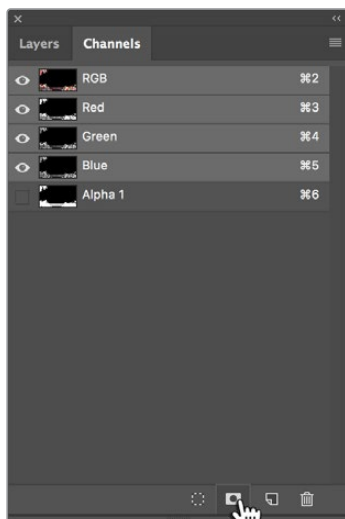 Layers Channels
RGB ⌘2
Red ⌘3
Green ⌘4
Blue ⌘5
Alpha 1 ⌘6